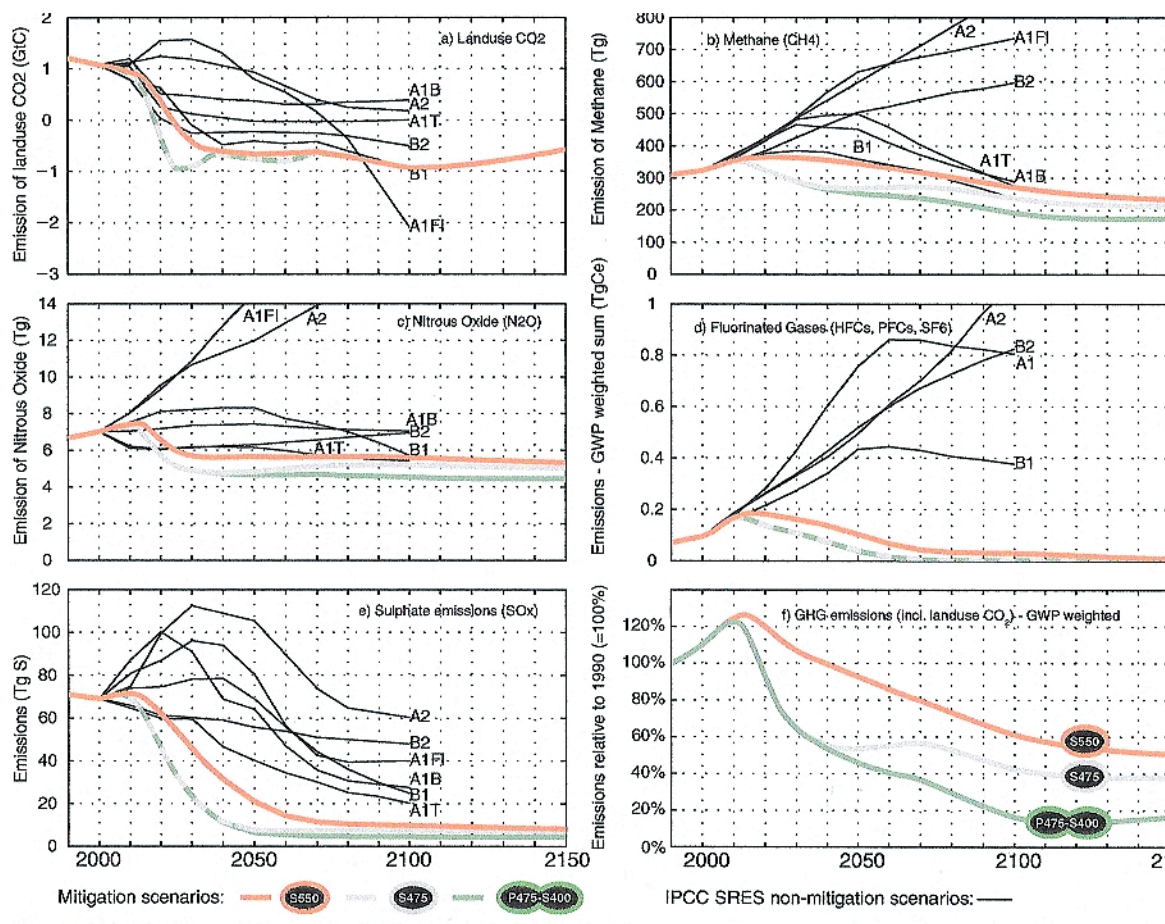 2
1
0
−1
−2
−3
Emission of landuse CO2 (GtC)
a) Landuse CO2
A1B
A2
A1T
B2
B1
A1FI
800
700
600
500
400
300
200
100
0
Emission of Methane (Tg)
b) Methane (CH4)
A2
A1FI
B2
B1
A1T
A1B
14
12
10
8
6
4
2
0
Emission of Nitrous Oxide (Tg)
c) Nitrous Oxide (N2O)
A1FI
A2
A1B
B2
A1T
B1
1
0.8
0.6
0.4
0.2
0
Emissions - GWP weighted sum (TgCe)
d) Fluorinated Gases (HFCs, PFCs, SF6)
A2
B2
A1
B1
120
100
80
60
40
20
0
Emissions (Tg S)
e) Sulphate emissions (SOx)
A2
B2
A1FI
A1B
B1
A1T
2000
2050
2100
2150
120%
100%
80%
60%
40%
20%
0%
Emissions relative to 1990 (=100%)
f) GHG emissions (incl. landuse CO₂) - GWP weighted
S550
S475
P475-S400
2000
2050
2100
Mitigation scenarios: S550 S475 P475-S400
IPCC SRES non-mitigation scenarios: